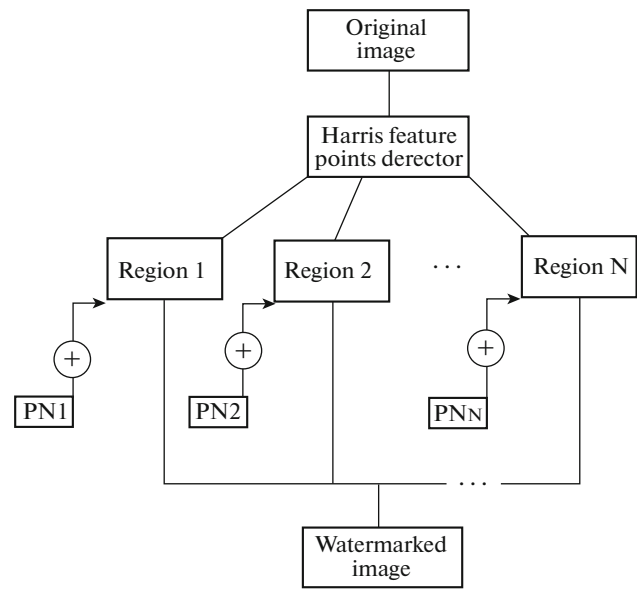 Original
image
Harris feature
points derector
Region 1
Region 2
...
Region N
+
+
+
PN1
PN2
PNN
...
Watermarked
image